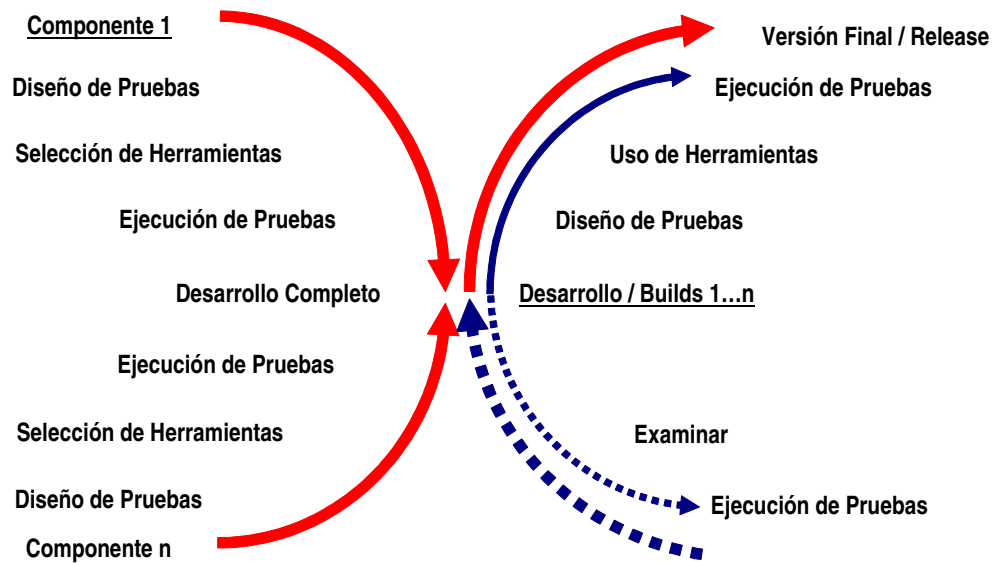 Componente 1
Diseño de Pruebas
Selección de Herramientas
Ejecución de Pruebas
Desarrollo Completo
Ejecución de Pruebas
Selección de Herramientas
Diseño de Pruebas
Componente n
Versión Final / Release
Ejecución de Pruebas
Uso de Herramientas
Diseño de Pruebas
Desarrollo / Builds 1…n
Examinar
Ejecución de Pruebas